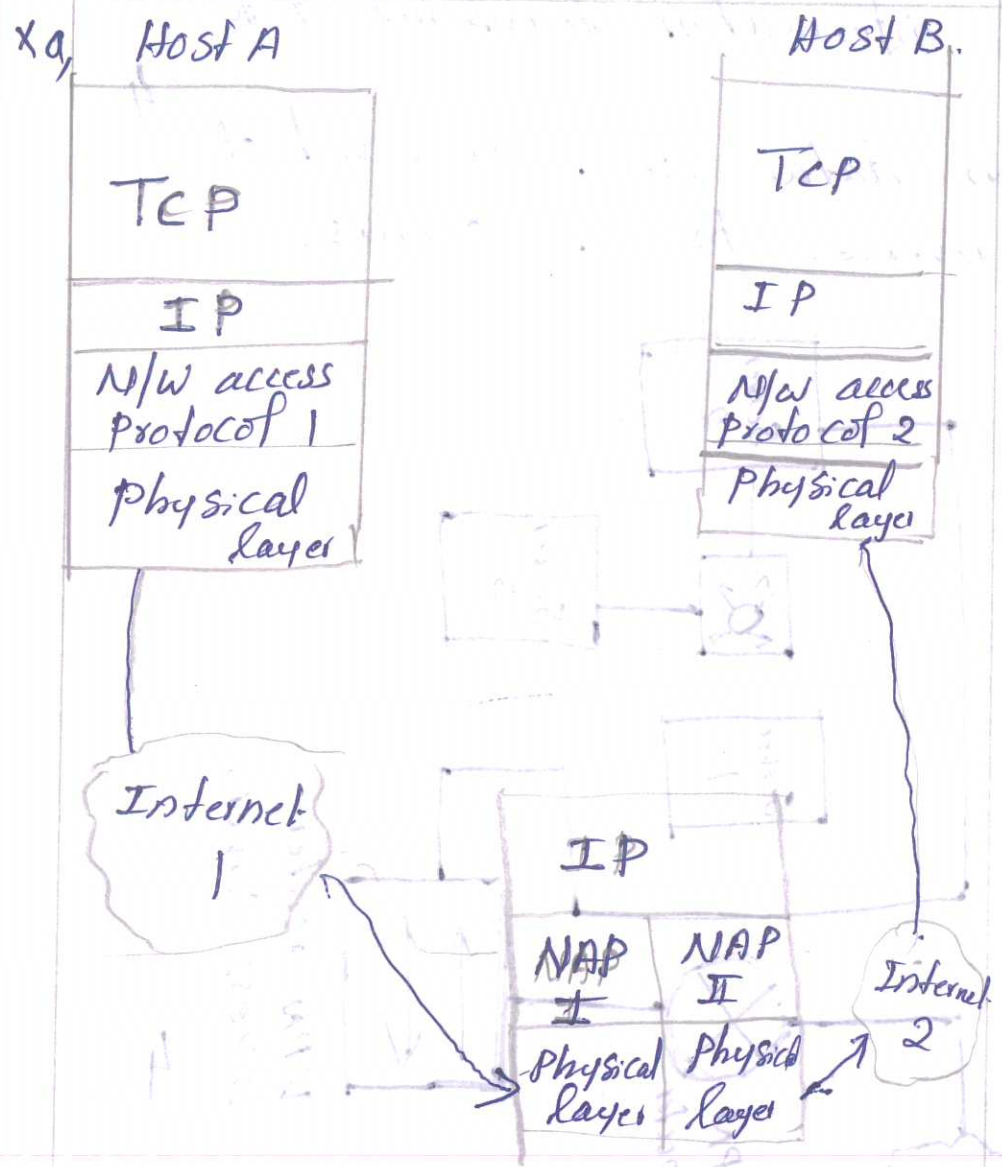 xa, Host A
Host B.
TCP
IP
N/W access
Protocol 1
Physical
layer
TCP
IP
N/W access
Protocol 2
Physical
layer
Internet
1
IP
NAP
I
NAP
II
Physical
layer
Physical
layer
Internet
2